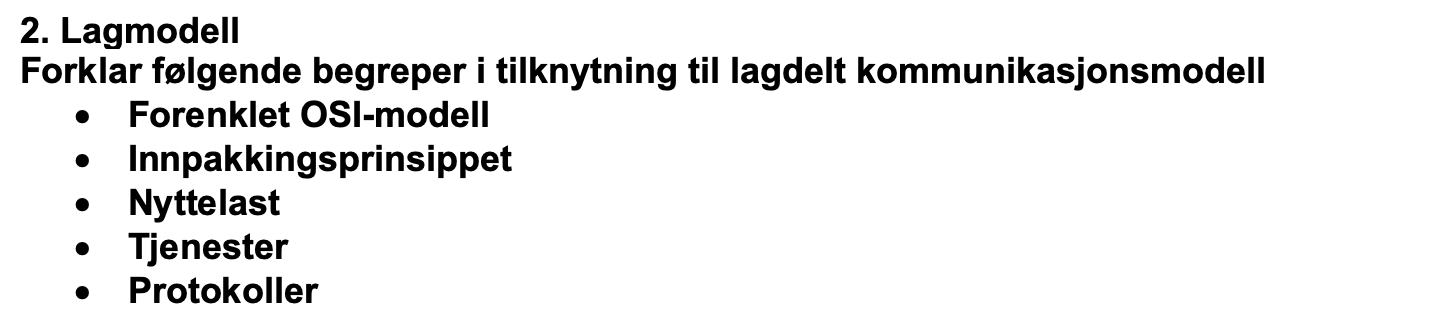 2. Lagmodell
Forklar følgende begreper i tilknytning til lagdelt kommunikasjonsmodell
• Forenklet OSI-modell
• Innpakkingsprinsippet
• Nyttelast
• Tjenester
• Protokoller